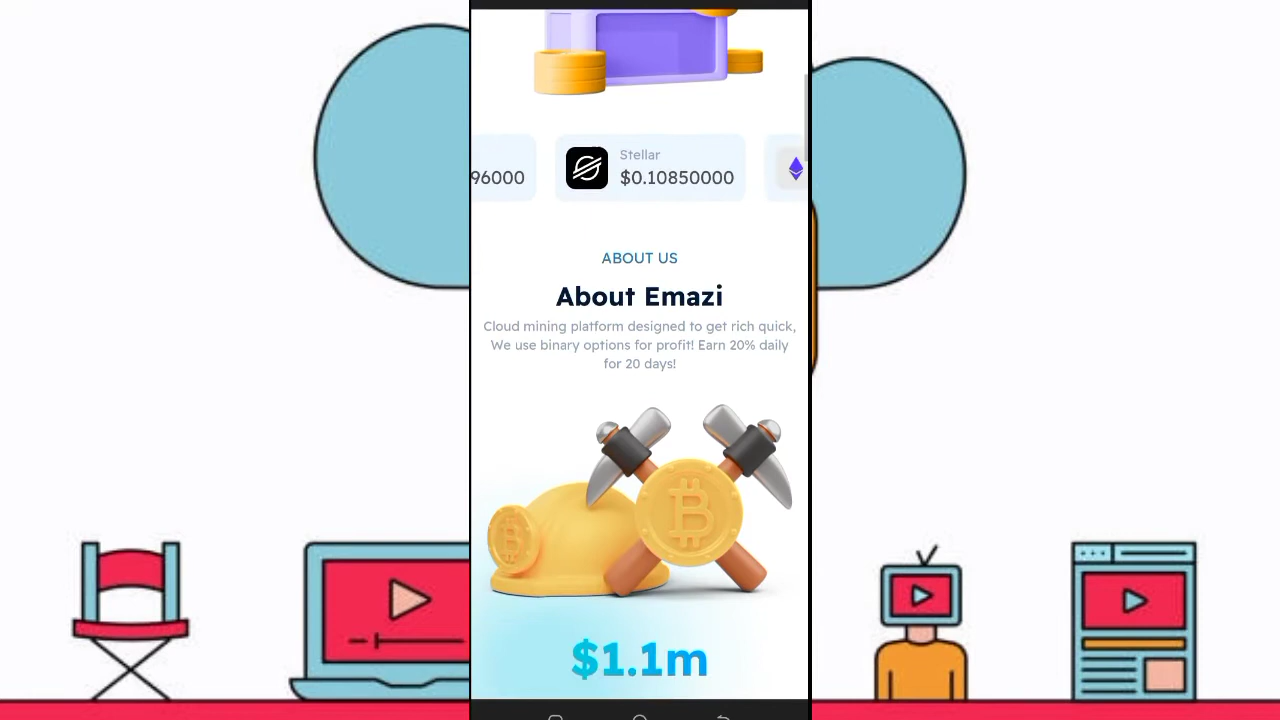 96000
Stellar
$0.10850000
ABOUT US
About Emazi
Cloud mining platform designed to get rich quick,
We use binary options for profit! Earn 20% daily
for 20 days!
$1.1m